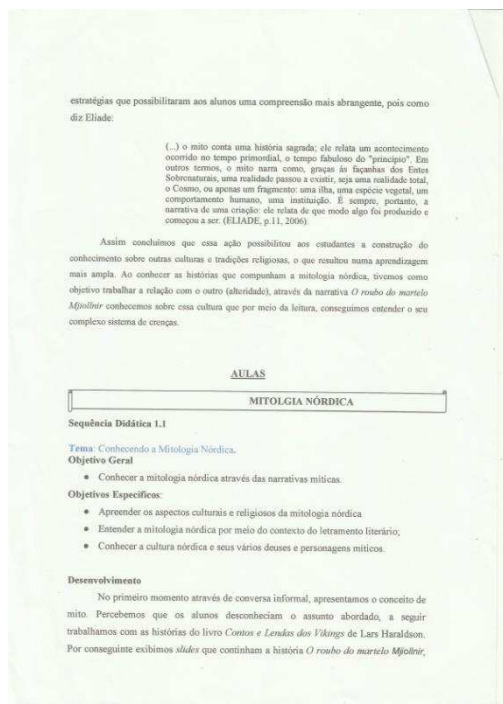 estratégias que possibilitaram aos alunos uma compreensão mais abrangente, pois como
diz Eliade:
(...) o mito conta uma história sagrada; ele relata um acontecimento
ocorrido no tempo primordial, o tempo fabuloso do "princípio". Em
outros termos, o mito narra como, graças às façanhas dos Entes
Sobrenaturais, uma realidade passou a existir, seja uma realidade total,
o Cosmo, ou apenas um fragmento: uma ilha, uma espécie vegetal, um
comportamento humano, uma instituição. É sempre, portanto, a
narrativa de uma criação: ele relata de que modo algo foi produzido e
começou a ser. (ELIADE, p.11, 2006).
Assim concluímos que essa ação possibilitou aos estudantes a construção do
conhecimento sobre outras culturas e tradições religiosas, o que resultou numa aprendizagem
mais ampla. Ao conhecer as histórias que compunham a mitologia nórdica, tivemos como
objetivo trabalhar a relação com o outro (alteridade), através da narrativa O roubo do martelo
Mjiollnir conhecemos sobre essa cultura que por meio da leitura, conseguimos entender o seu
complexo sistema de crenças.
AULAS
MITOLGIA NÓRDICA
Sequência Didática 1.1
Tema: Conhecendo a Mitologia Nórdica.
Objetivo Geral
• Conhecer a mitologia nórdica através das narrativas míticas.
Objetivos Específicos:
• Apreender os aspectos culturais e religiosos da mitologia nórdica
• Entender a mitologia nórdica por meio do contexto do letramento literário;
• Conhecer a cultura nórdica e seus vários deuses e personagens míticos.
Desenvolvimento
No primeiro momento através de conversa informal, apresentamos o conceito de
mito. Percebemos que os alunos desconheciam o assunto abordado, a seguir
trabalhamos com as histórias do livro Contos e Lendas dos Vikings de Lars Haraldson.
Por conseguinte exibimos slides que continham a história O roubo do martelo Mjiollnir,